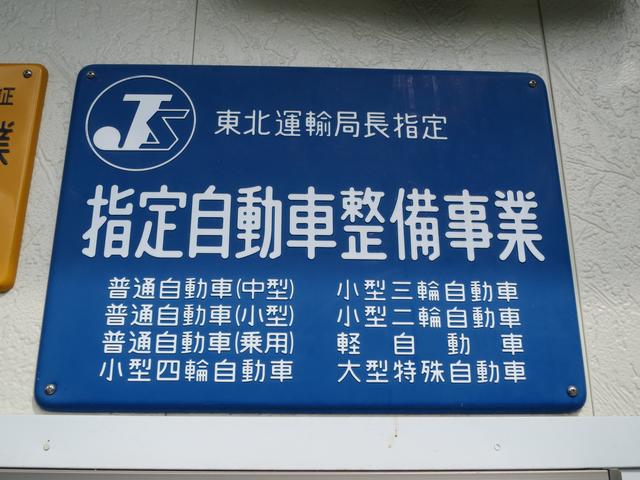 JS
東北運輸局長指定
指定自動車整備事業
普通自動車(中型)
普通自動車(小型)
普通自動車(乗用)
小型四輪自動車
小型三輪自動車
小型二輪自動車
軽自動車
大型特殊自動車
証
業